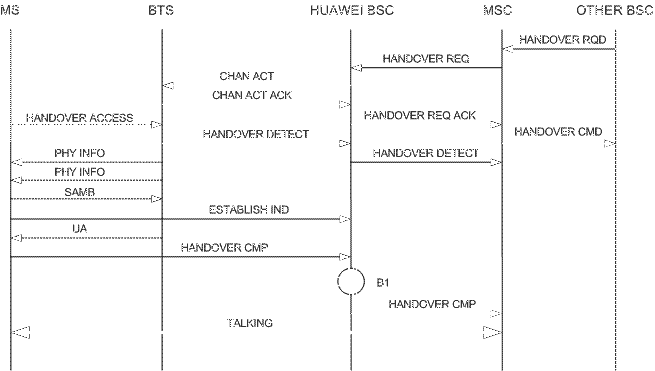 MS BTS HUAWEI BSC MSC OTHER BSC
HANDOVER RQD
HANDOVER REQ
CHAN ACT
CHAN ACT ACK
HANDOVER ACCESS
HANDOVER REQ ACK
HANDOVER DETECT
HANDOVER CMD
PHY INFO
HANDOVER DETECT
PHY INFO
SAMB
ESTABLISH IND
UA
HANDOVER CMP
B1
HANDOVER CMP
TALKING